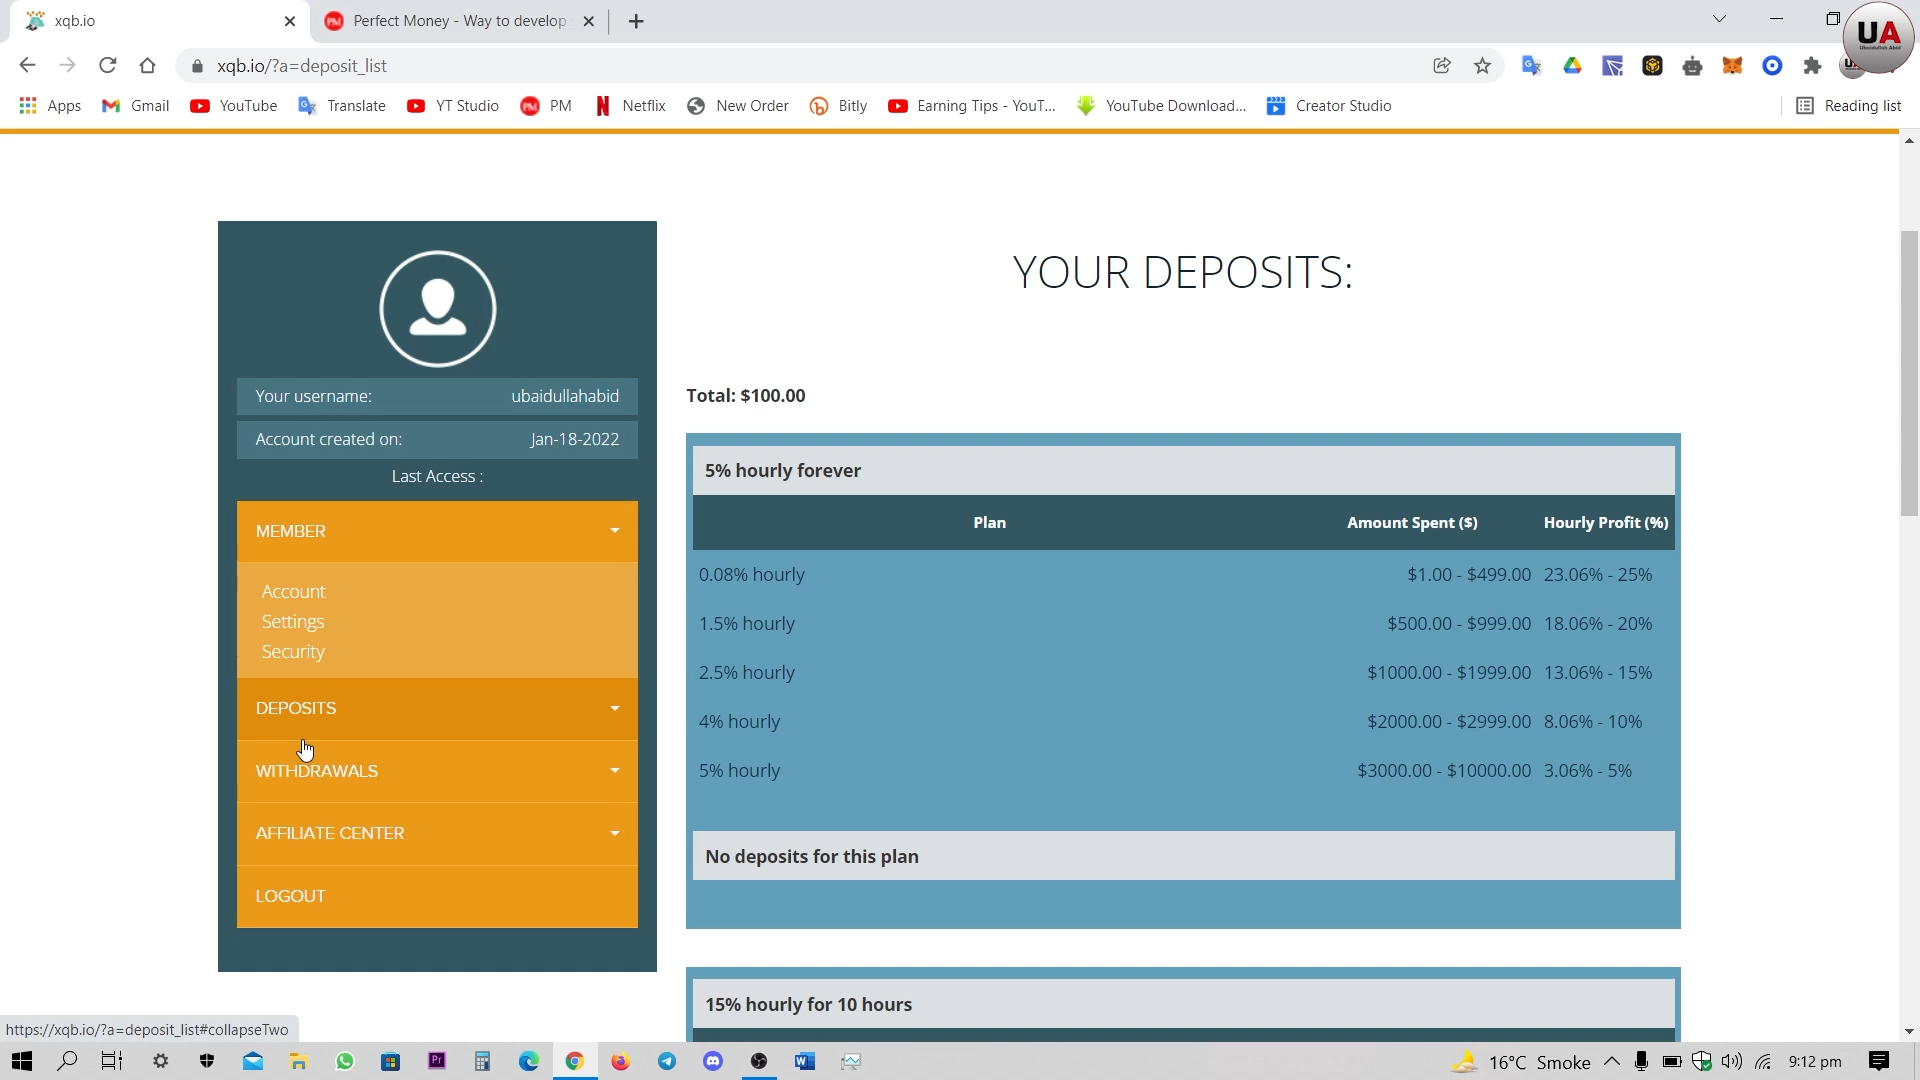 xqb.io
Perfect Money - Way to develop
UA
Ubaidullah Abid
xqb.io/?a=deposit_list
Apps
Gmail
YouTube
Translate
YT Studio
PM
Netflix
New Order
Bitly
Earning Tips - YouT...
YouTube Download...
Creator Studio
Reading list
YOUR DEPOSITS:
Your username: ubaidullahabid
Account created on: Jan-18-2022
Last Access :
MEMBER
Account
Settings
Security
DEPOSITS
WITHDRAWALS
AFFILIATE CENTER
LOGOUT
Total: $100.00
5% hourly forever
Plan Amount Spent ($) Hourly Profit (%)
0.08% hourly $1.00 - $499.00 23.06% - 25%
1.5% hourly $500.00 - $999.00 18.06% - 20%
2.5% hourly $1000.00 - $1999.00 13.06% - 15%
4% hourly $2000.00 - $2999.00 8.06% - 10%
5% hourly $3000.00 - $10000.00 3.06% - 5%
No deposits for this plan
15% hourly for 10 hours
https://xqb.io/?a=deposit_list#collapseTwo
16°C Smoke
9:12 pm